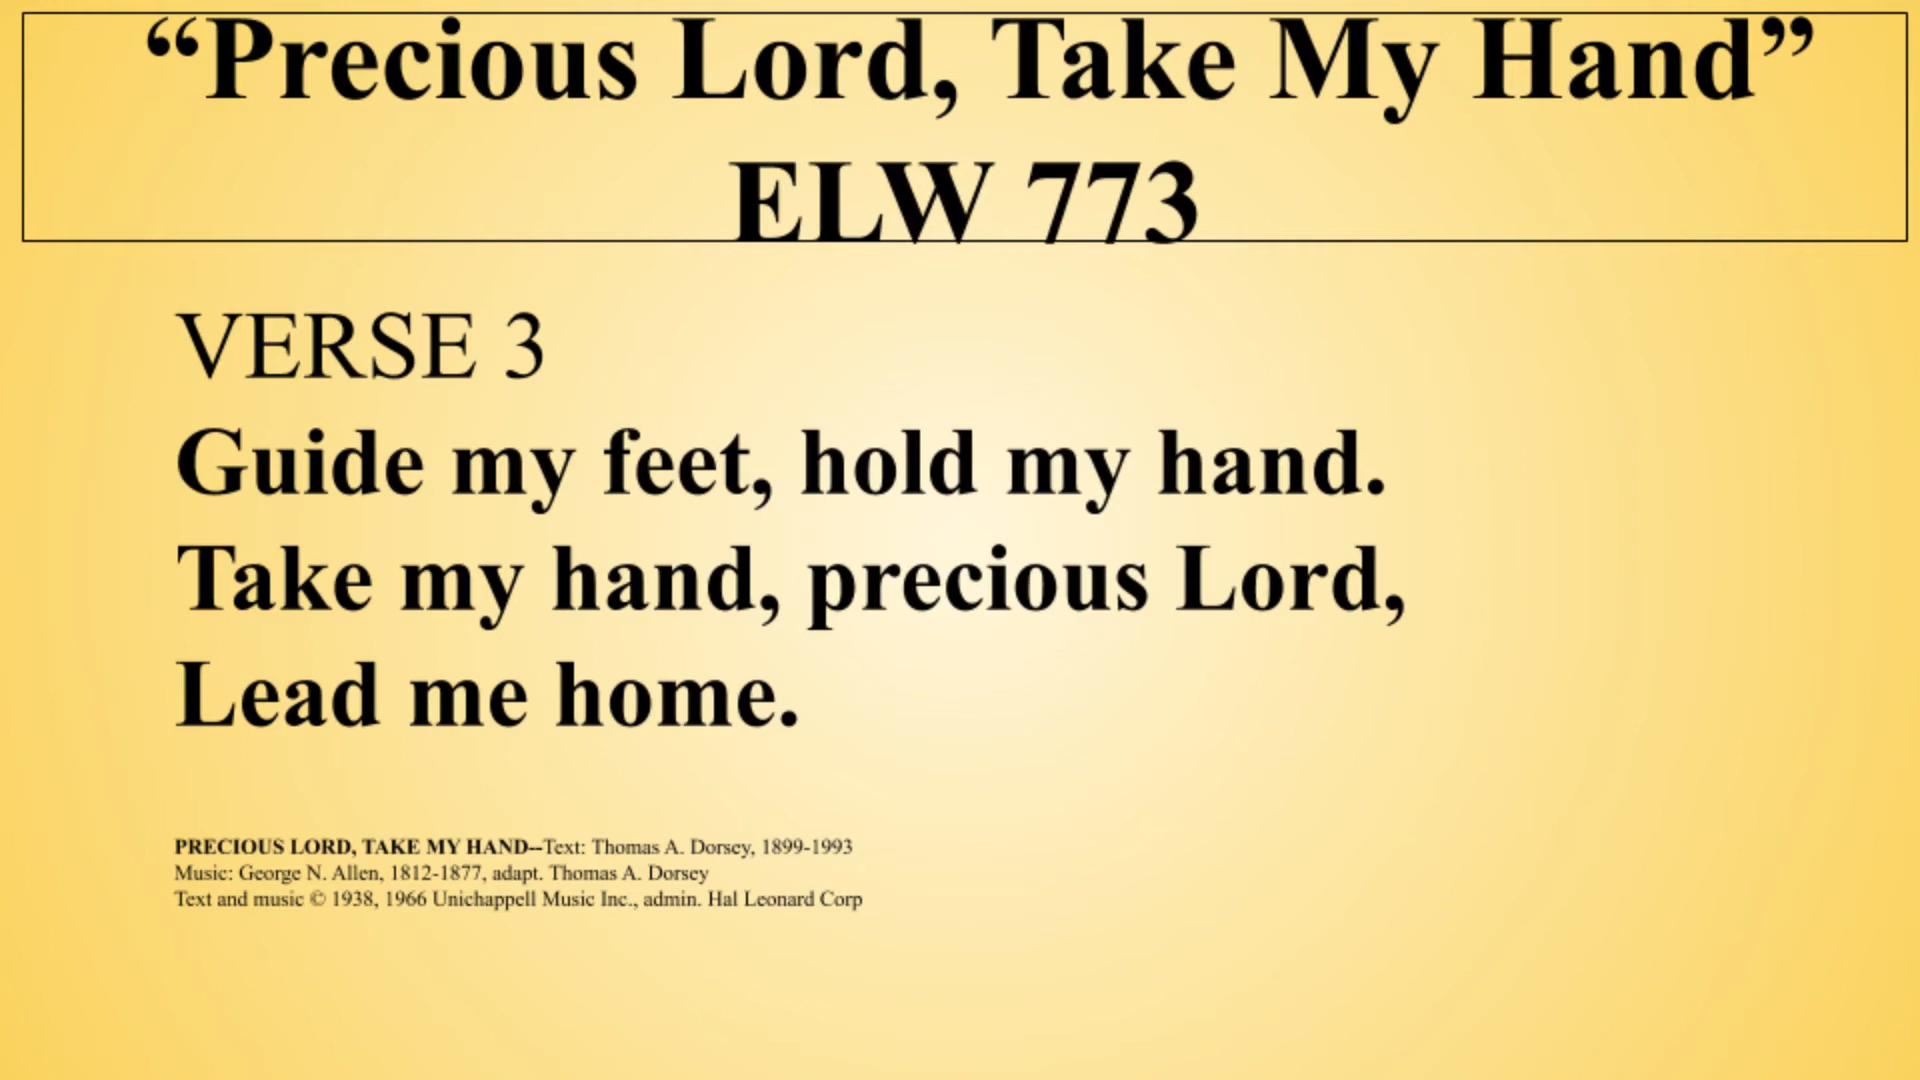 “Precious Lord, Take My Hand”
ELW 773
VERSE 3
Guide my feet, hold my hand.
Take my hand, precious Lord,
Lead me home.
PRECIOUS LORD, TAKE MY HAND--Text: Thomas A. Dorsey, 1899-1993
Music: George N. Allen, 1812-1877, adapt. Thomas A. Dorsey
Text and music © 1938, 1966 Unichappell Music Inc., admin. Hal Leonard Corp